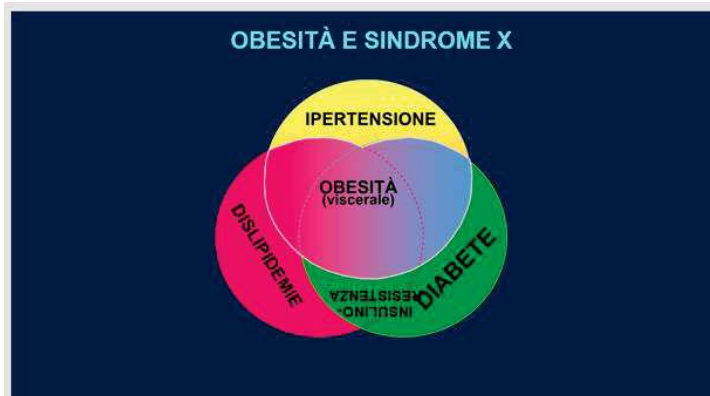 OBESITÀ E SINDROME X
IPERTENSIONE
OBESITÀ
(viscerale)
DISLIPIDEMIE
DIABETE
INSULINO-
RESISTENZA